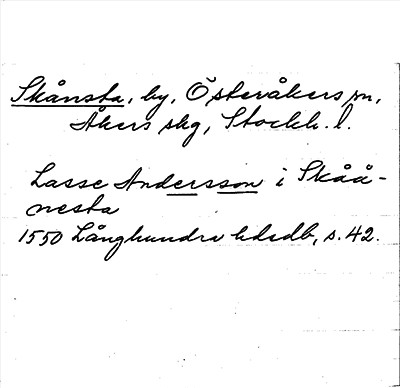 Skånsta, by, Österåkers sn,
Åkers skg, Stockh. l.
Lasse Andersson i Skåå-
nesta
1550 Långhundra hdsdb, s. 42.